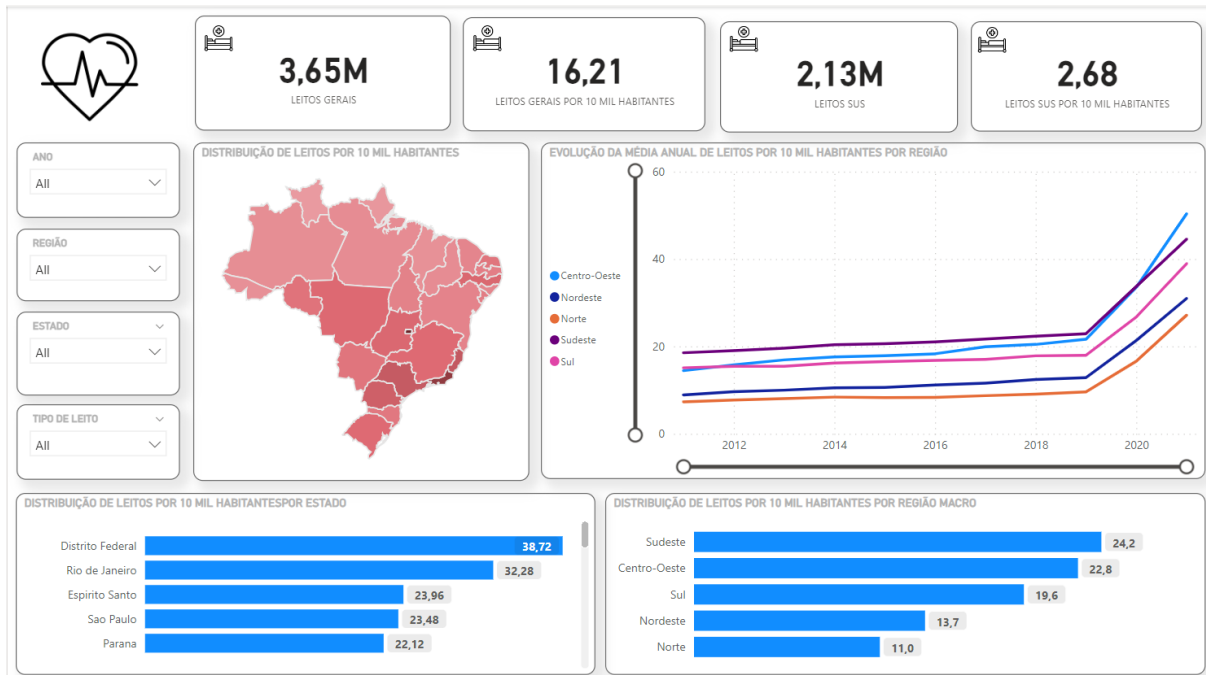 3,65M
LEITOS GERAIS
16,21
LEITOS GERAIS POR 10 MIL HABITANTES
2,13M
LEITOS SUS
2,68
LEITOS SUS POR 10 MIL HABITANTES
ANO
All
REGIÃO
All
ESTADO
All
TIPO DE LEITO
All
DISTRIBUIÇÃO DE LEITOS POR 10 MIL HABITANTES
EVOLUÇÃO DA MÉDIA ANUAL DE LEITOS POR 10 MIL HABITANTES POR REGIÃO
Centro-Oeste
Nordeste
Norte
Sudeste
Sul
60
40
20
0
2012
2014
2016
2018
2020
DISTRIBUIÇÃO DE LEITOS POR 10 MIL HABITANTESPOR ESTADO
Distrito Federal 38,72
Rio de Janeiro 32,28
Espirito Santo 23,96
Sao Paulo 23,48
Parana 22,12
DISTRIBUIÇÃO DE LEITOS POR 10 MIL HABITANTES POR REGIÃO MACRO
Sudeste 24,2
Centro-Oeste 22,8
Sul 19,6
Nordeste 13,7
Norte 11,0